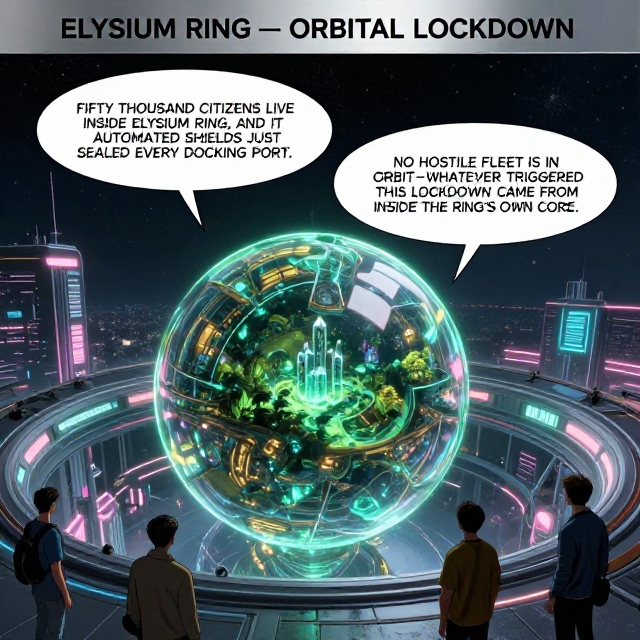 ELYSIUM RING — ORBITAL LOCKDOWN
FIFTY THOUSAND CITIZENS LIVE
INSIDE ELYSIUM RING, AND IT
AUTOMATED SHIELDS JUST
SEALED EVERY DOCKING PORT.
NO HOSTILE FLEET IS IN
ORBIT—WHATEVER TRIGGERED
THIS LOCKDOWN CAME FROM
INSIDE THE RING'S OWN CORE.